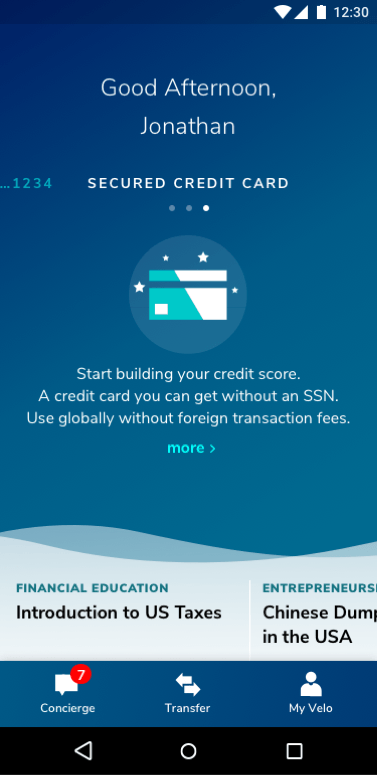 12:30
Good Afternoon,
Jonathan
...1234 SECURED CREDIT CARD
Start building your credit score.
A credit card you can get without an SSN.
Use globally without foreign transaction fees.
more >
FINANCIAL EDUCATION
Introduction to US Taxes
ENTREPRENEURS
Chinese Dump
in the USA
7
Concierge
Transfer
My Velo